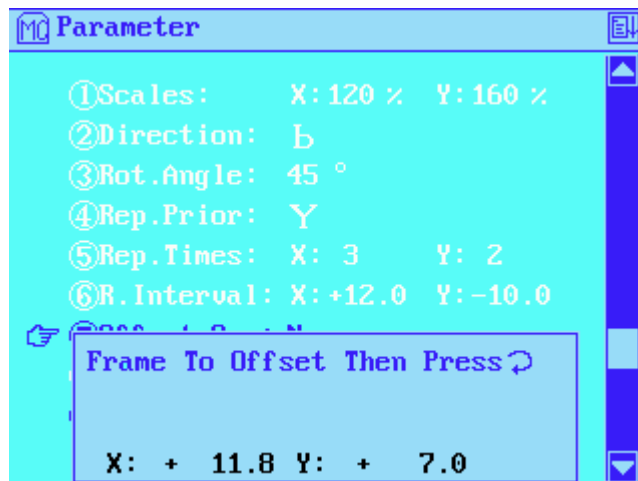 MC Parameter
①Scales: X:120 % Y:160 %
②Direction: Ь
③Rot.Angle: 45 °
④Rep.Prior: Y
⑤Rep.Times: X: 3 Y: 2
⑥R.Interval: X:+12.0 Y:-10.0
Frame To Offset Then Press
X: + 11.8 Y: + 7.0